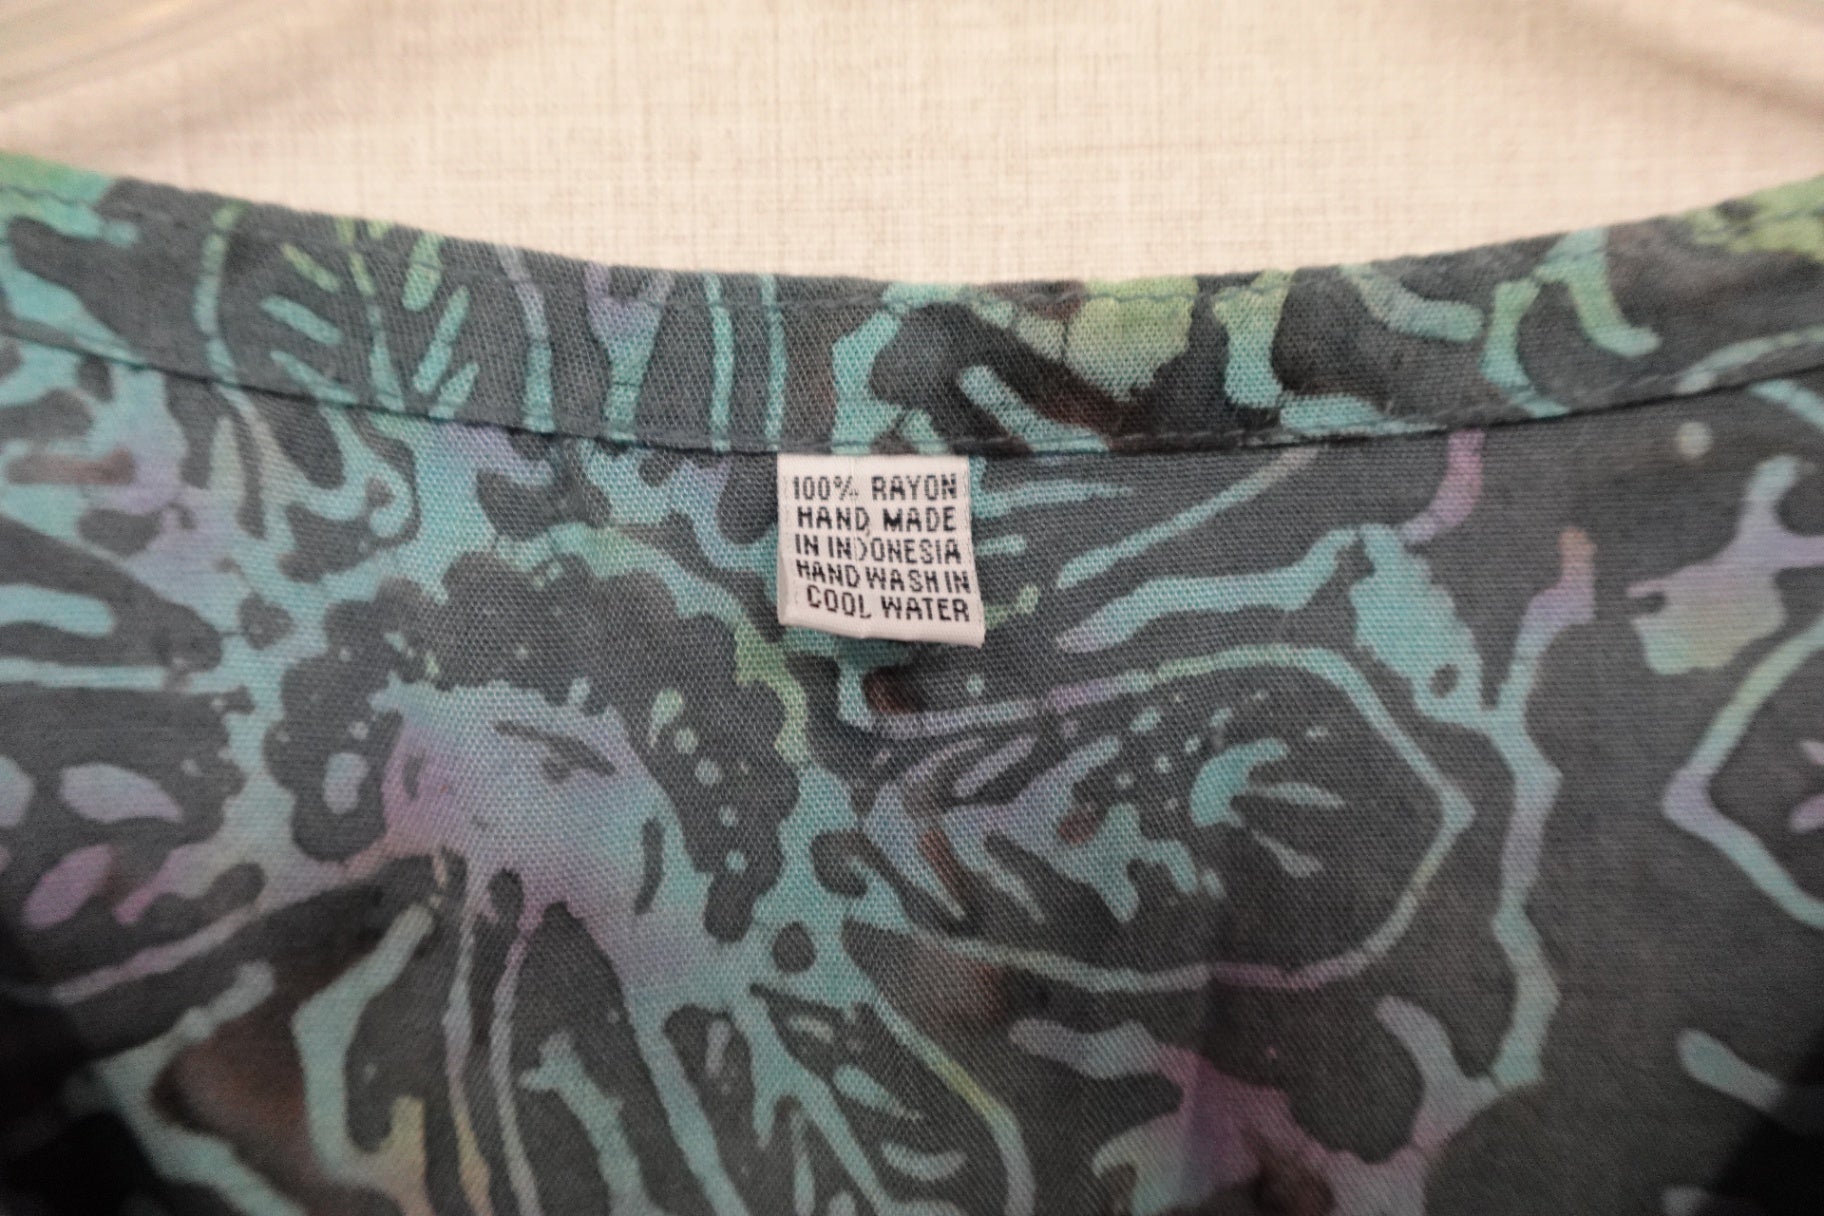 100% RAYON
HAND MADE
IN INDONESIA
HAND WASH IN
COOL WATER